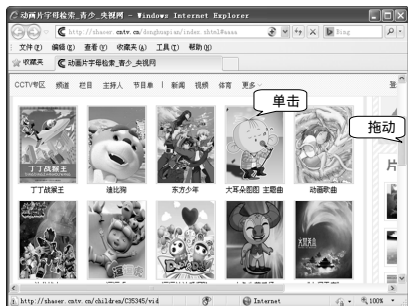 动画片字母检索_青少_央视网 - Windows Internet Explorer
http://shaoer.cntv.cn/donghuapian/index.shtml#aaaa
Bing
文件(F) 编辑(E) 查看(V) 收藏夹(A) 工具(T) 帮助(H)
收藏夹 动画片字母检索_青少_央视网
CCTV专区 频道 栏目 主持人 节目单 | 新闻 视频 体育 更多 登
单击
拖动
片
丁丁战猴王 迪比狗 东方少年 大耳朵图图 主题曲 动画歌曲
http://shaoer.cntv.cn/children/C35345/vid Internet 100%